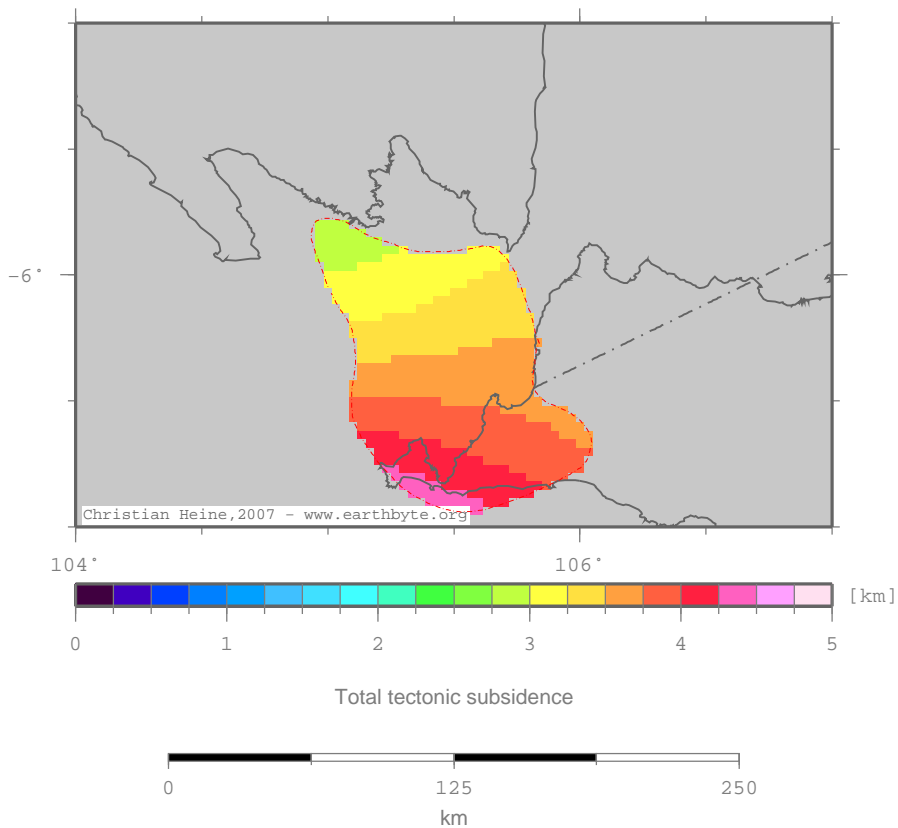 -6°
Christian Heine,2007 - www.earthbyte.org
104° 106°
[km]
0 1 2 3 4 5
Total tectonic subsidence
0 125 250
km